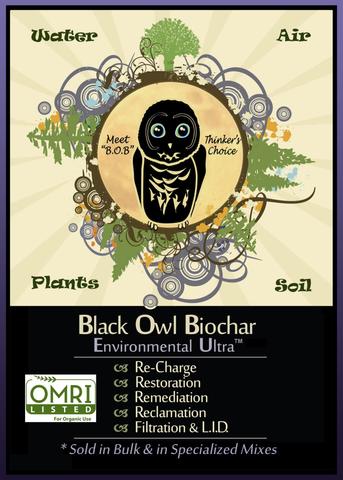 Water
Air
Meet
"B.O.B"
Thinker's
Choice
Plants
Soil
Black Owl Biochar
Environmental Ultra™
Re-Charge
Restoration
Remediation
Reclamation
Filtration & L.I.D.
OMRI
LISTED
For Organic Use
* Sold in Bulk & in Specialized Mixes